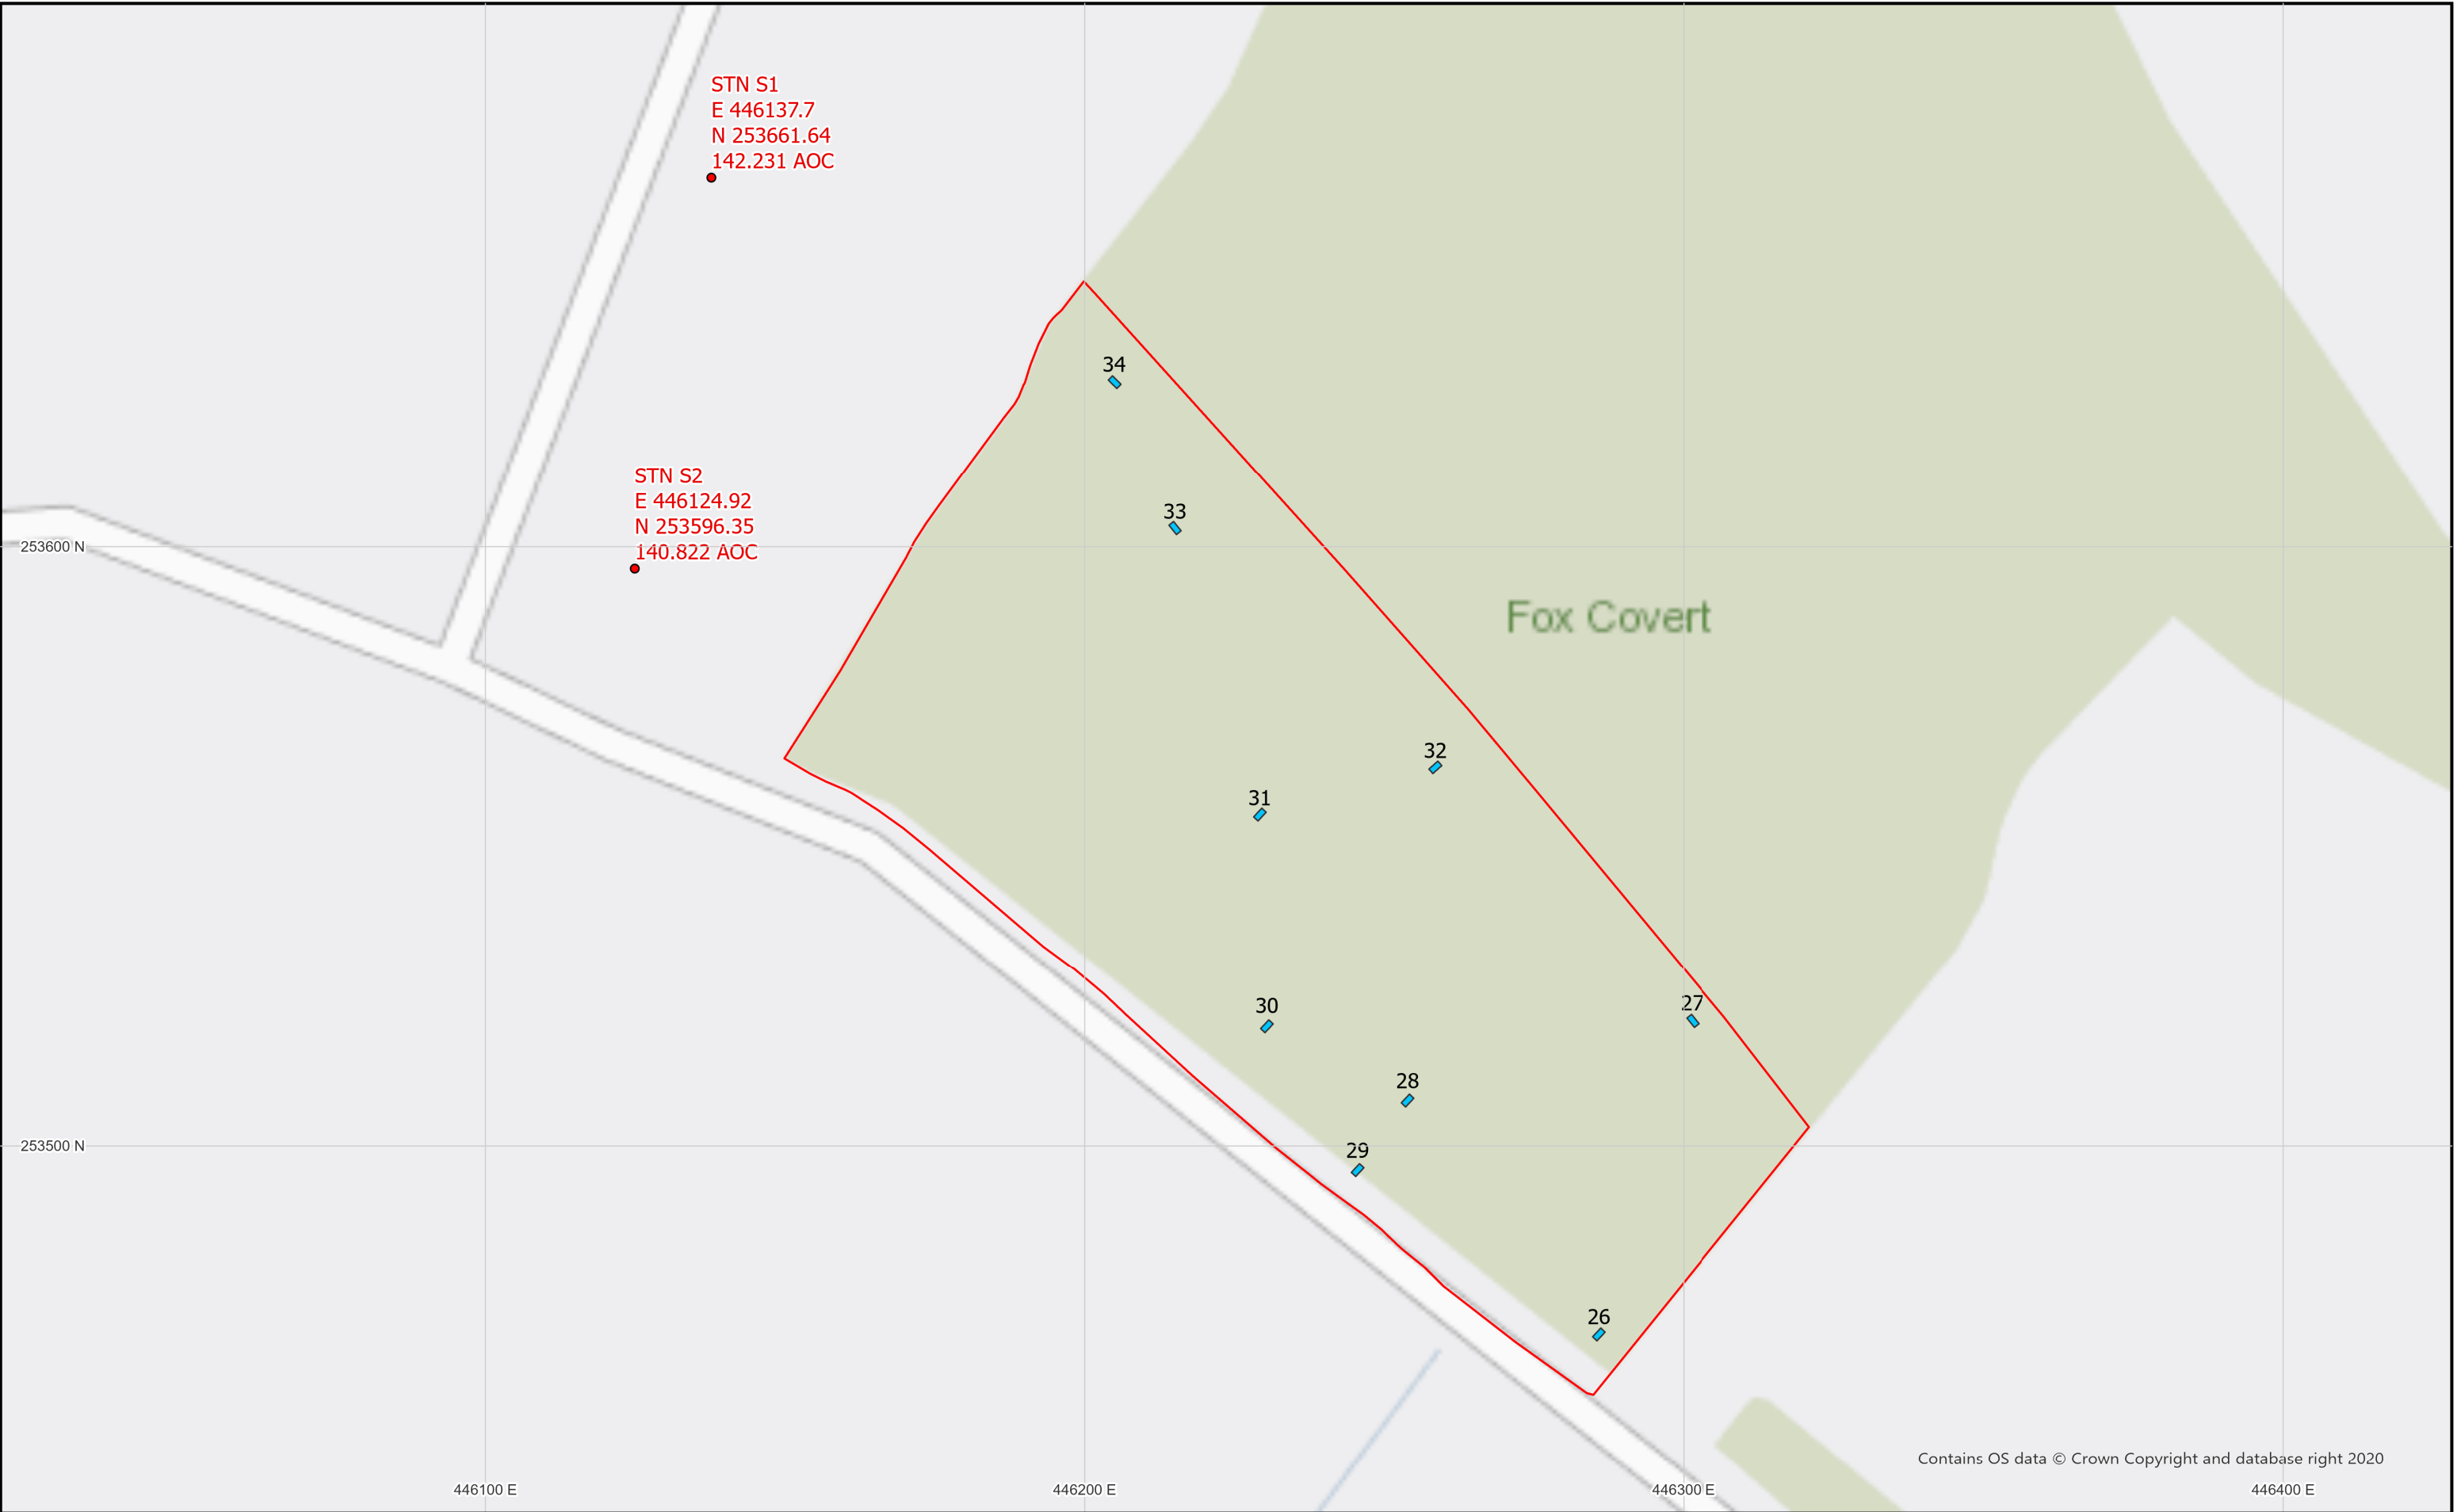 STN S1
E 446137.7
N 253661.64
142.231 AOC
34
STN S2
E 446124.92
N 253596.35
140.822 AOC
33
253600 N
Fox Covert
32
31
27
30
28
253500 N
29
26
Contains OS data © Crown Copyright and database right 2020
446100 E
446200 E
446300 E
446400 E